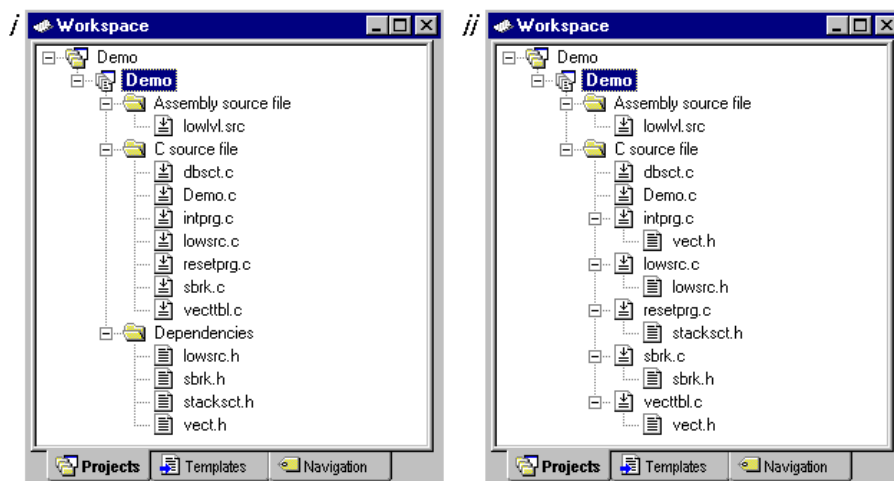 i
Workspace
Demo
Demo
Assembly source file
lowlvl.src
C source file
dbsct.c
Demo.c
intprg.c
lowsrc.c
resetprg.c
sbrk.c
vecttbl.c
Dependencies
lowsrc.h
sbrk.h
stacksct.h
vect.h
Projects Templates Navigation
ii
Workspace
Demo
Demo
Assembly source file
lowlvl.src
C source file
dbsct.c
Demo.c
intprg.c
vect.h
lowsrc.c
lowsrc.h
resetprg.c
stacksct.h
sbrk.c
sbrk.h
vecttbl.c
vect.h
Projects Templates Navigation